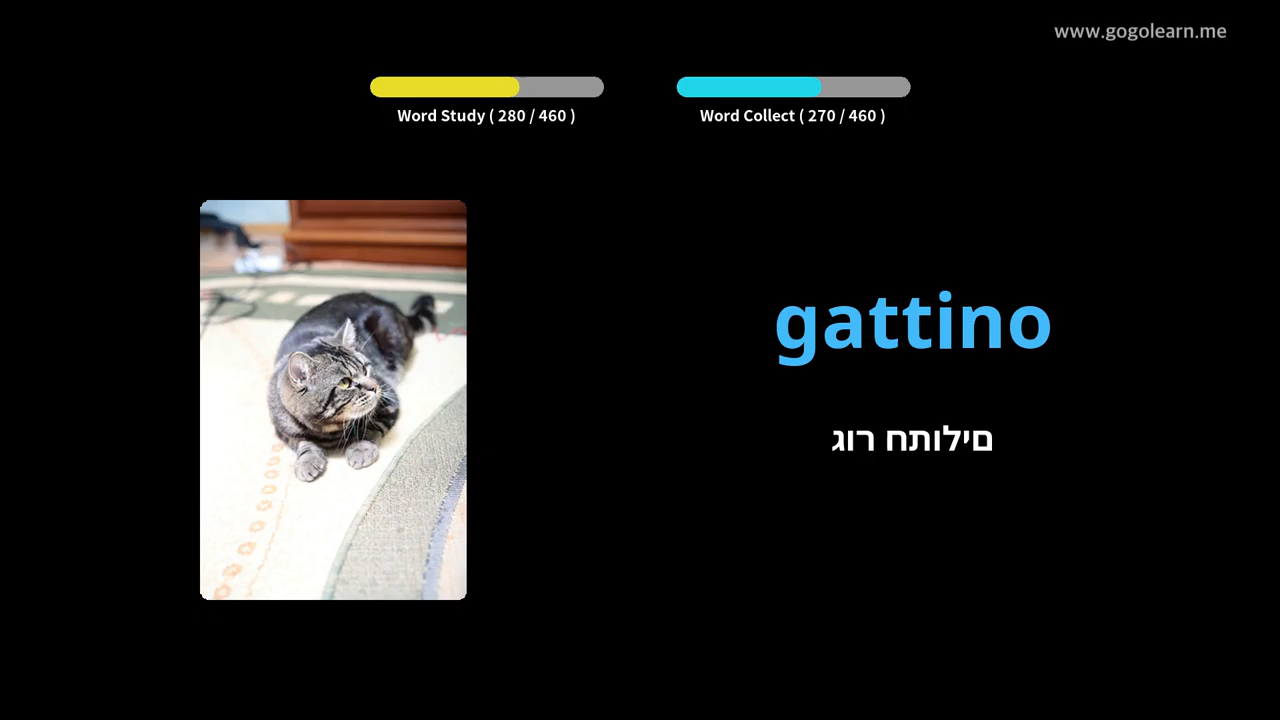 www.gogolearn.me
Word Study ( 280 / 460 )
Word Collect ( 270 / 460 )
gattino
גור חתולים